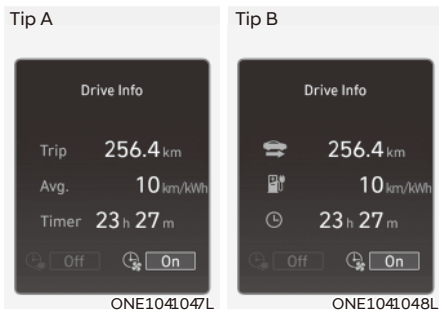 Tip A
Drive Info
Trip 256.4 km
Avg. 10 km/kWh
Timer 23 h 27 m
Off On
ONE1041047L
Tip B
Drive Info
256.4 km
10 km/kWh
23 h 27 m
Off On
ONE1041048L